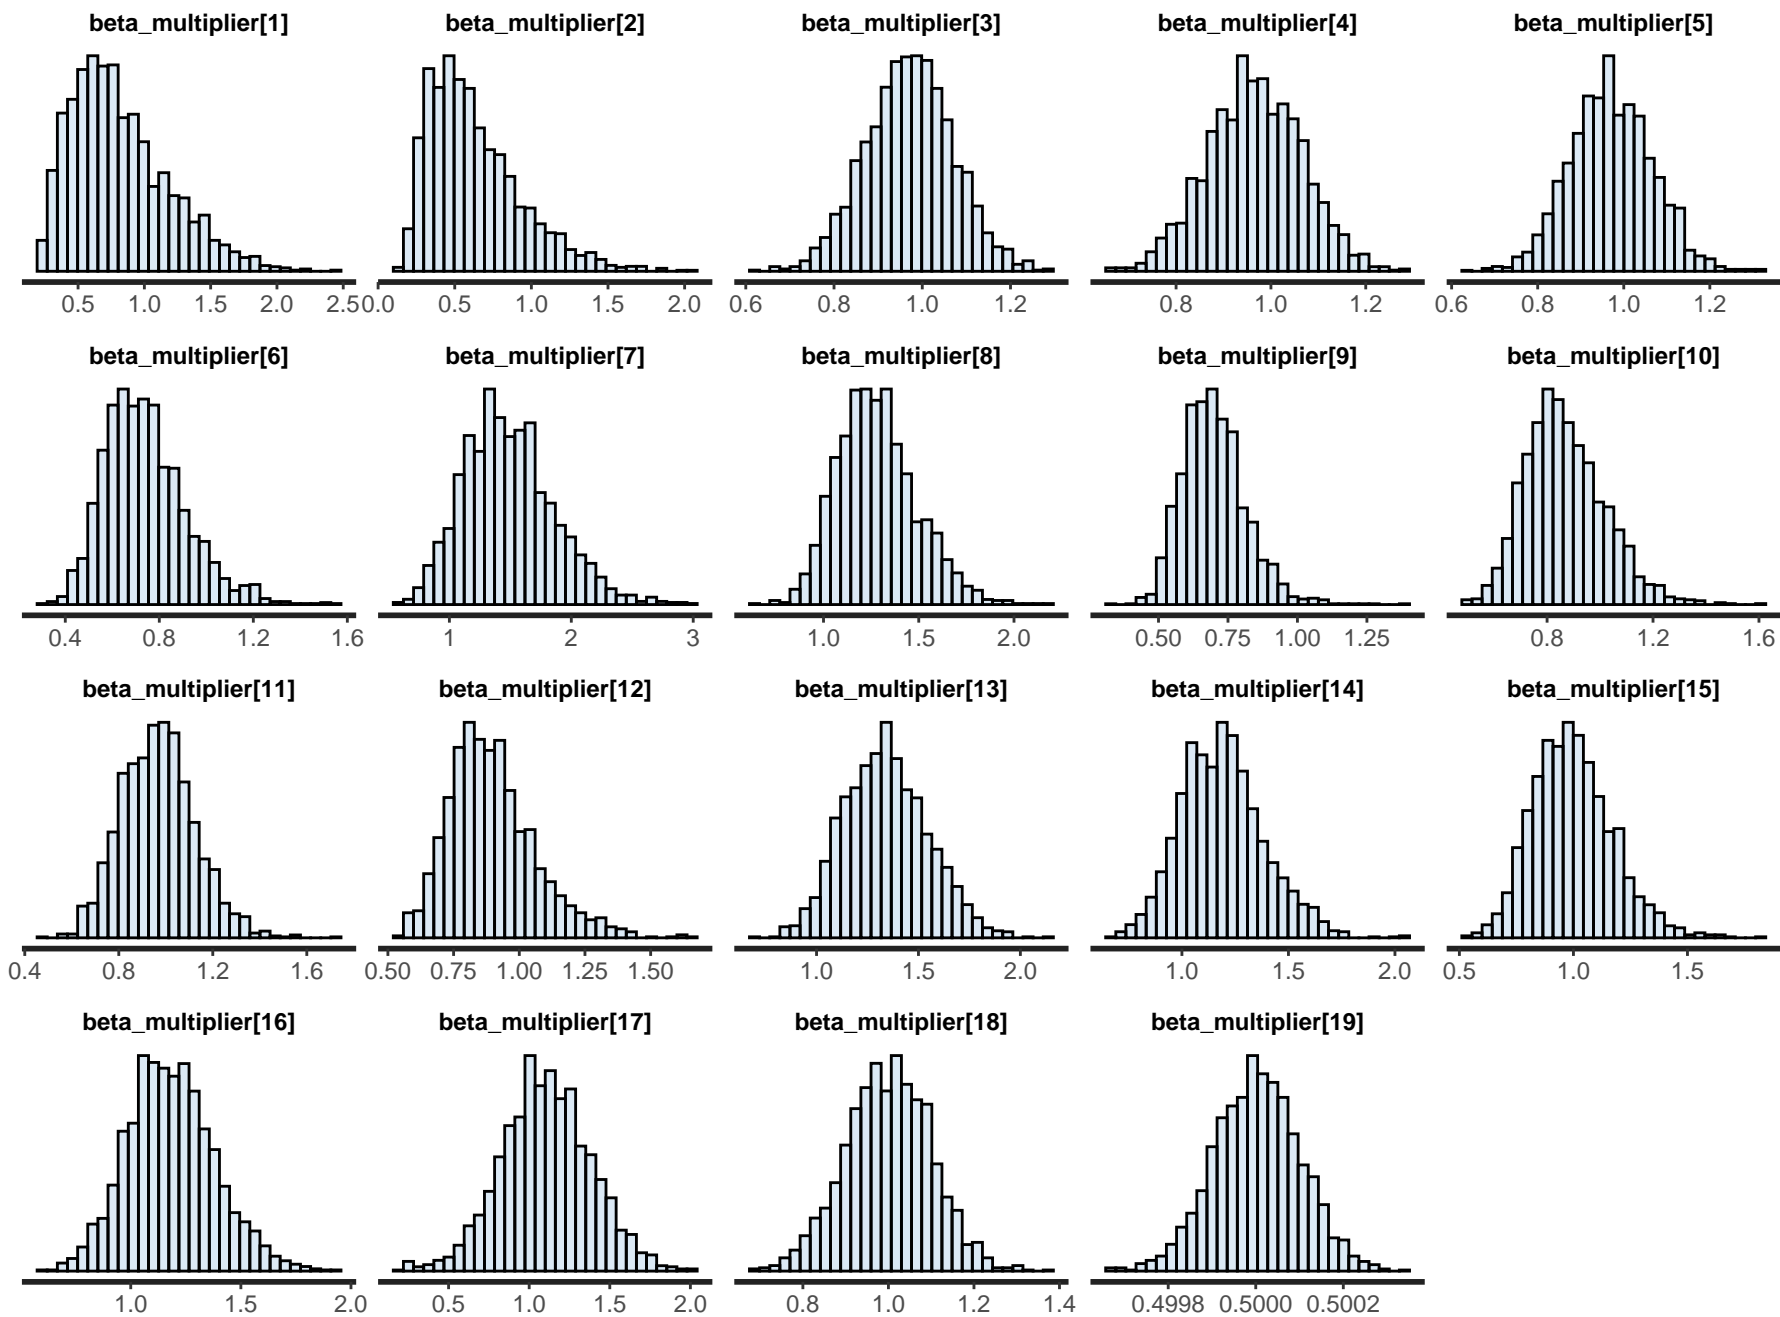 beta_multiplier[1] beta_multiplier[2] beta_multiplier[3] beta_multiplier[4] beta_multiplier[5]
0.5 1.0 1.5 2.0 2.5 0.0 0.5 1.0 1.5 2.0 0.6 0.8 1.0 1.2 0.8 1.0 1.2 0.6 0.8 1.0 1.2
beta_multiplier[6] beta_multiplier[7] beta_multiplier[8] beta_multiplier[9] beta_multiplier[10]
0.4 0.8 1.2 1.6 1 2 3 1.0 1.5 2.0 0.50 0.75 1.00 1.25 0.8 1.2 1.6
beta_multiplier[11] beta_multiplier[12] beta_multiplier[13] beta_multiplier[14] beta_multiplier[15]
0.4 0.8 1.2 1.6 0.50 0.75 1.00 1.25 1.50 1.0 1.5 2.0 1.0 1.5 2.0 0.5 1.0 1.5
beta_multiplier[16] beta_multiplier[17] beta_multiplier[18] beta_multiplier[19]
1.0 1.5 2.0 0.5 1.0 1.5 2.0 0.8 1.0 1.2 1.4 0.4998 0.5000 0.5002